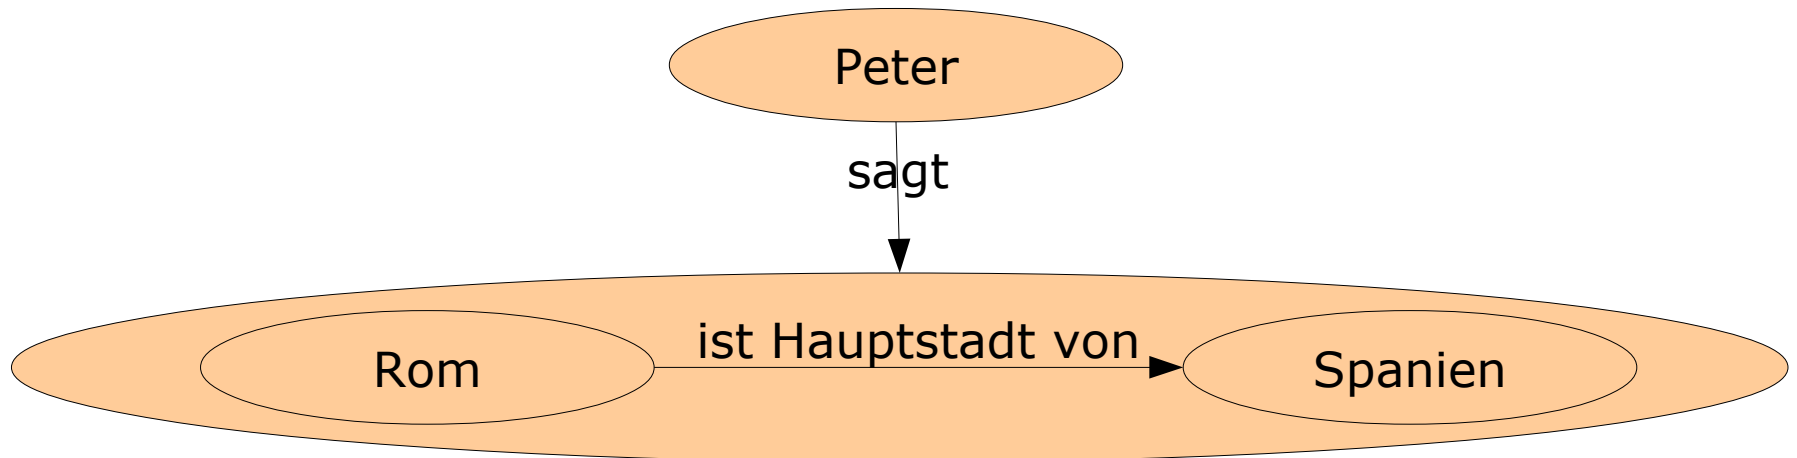 Peter
sagt
ist Hauptstadt von
Rom
Spanien